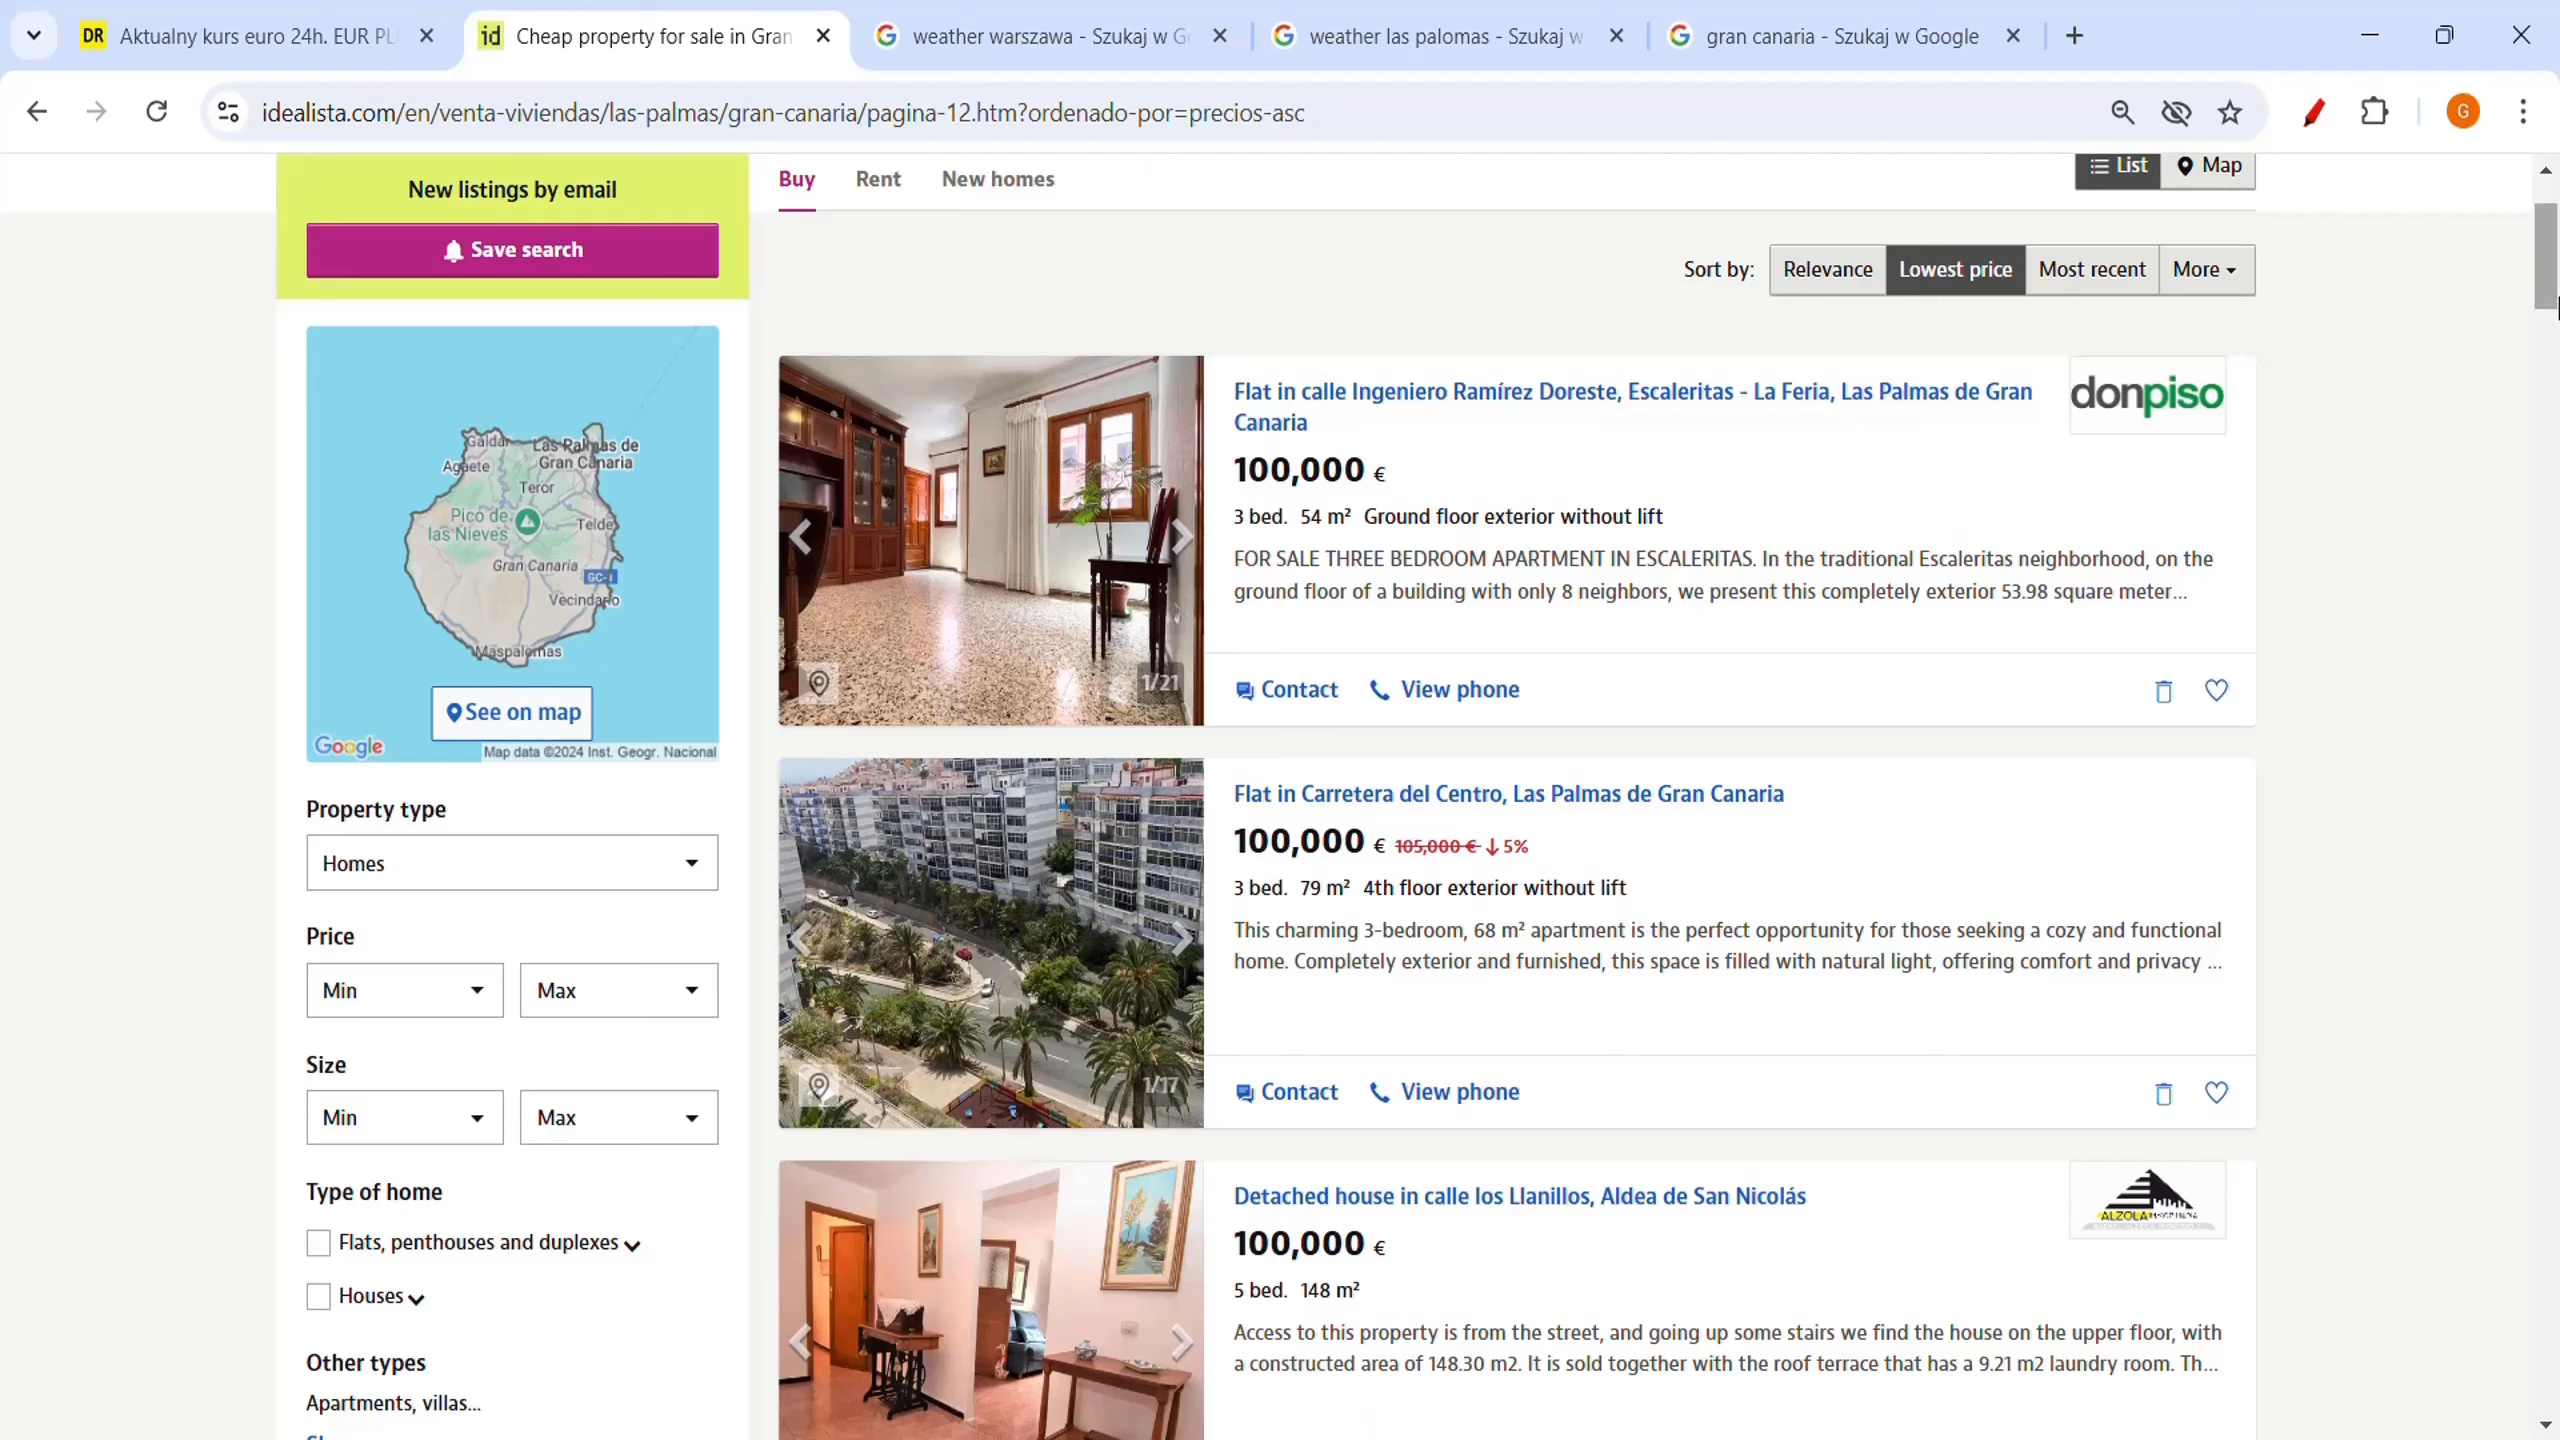 DR Aktualny kurs euro 24h. EUR PL
id Cheap property for sale in Gran
weather warszawa - Szukaj w G
weather las palomas - Szukaj w
gran canaria - Szukaj w Google
idealista.com/en/venta-viviendas/las-palmas/gran-canaria/pagina-12.htm?ordenado-por=precios-asc
G
New listings by email
Save search
Buy Rent New homes
List Map
Sort by: Relevance Lowest price Most recent More
Galdar
Las Palmas de Gran Canaria
Agaete
Teror
Pico de las Nieves
Telde
Gran Canaria
GC-1
Vecindario
Maspalomas
See on map
Google
Map data ©2024 Inst. Geogr. Nacional
Property type
Homes
Price
Min Max
Size
Min Max
Type of home
Flats, penthouses and duplexes
Houses
Other types
Apartments, villas...
1/21
Flat in calle Ingeniero Ramírez Doreste, Escaleritas - La Feria, Las Palmas de Gran
Canaria
donpiso
100,000 €
3 bed. 54 m² Ground floor exterior without lift
FOR SALE THREE BEDROOM APARTMENT IN ESCALERITAS. In the traditional Escaleritas neighborhood, on the
ground floor of a building with only 8 neighbors, we present this completely exterior 53.98 square meter...
Contact View phone
1/17
Flat in Carretera del Centro, Las Palmas de Gran Canaria
100,000 € 105,000 € ↓5%
3 bed. 79 m² 4th floor exterior without lift
This charming 3-bedroom, 68 m² apartment is the perfect opportunity for those seeking a cozy and functional
home. Completely exterior and furnished, this space is filled with natural light, offering comfort and privacy ...
Contact View phone
Detached house in calle los Llanillos, Aldea de San Nicolás
ALZOLA
100,000 €
5 bed. 148 m²
Access to this property is from the street, and going up some stairs we find the house on the upper floor, with
a constructed area of 148.30 m2. It is sold together with the roof terrace that has a 9.21 m2 laundry room. Th...